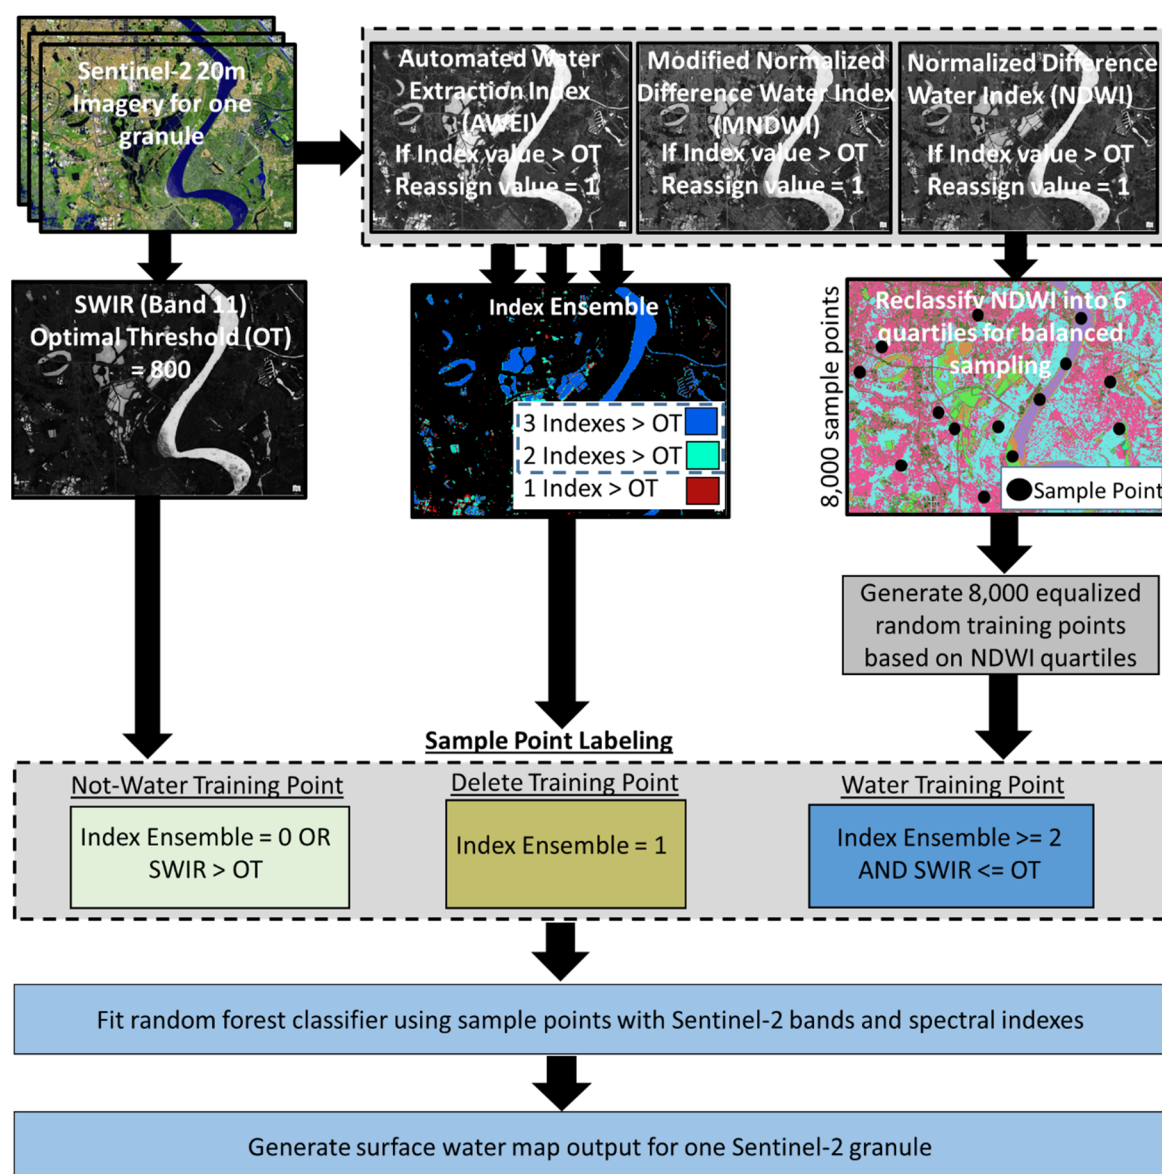 Sentinel-2 20m
Imagery for one
granule
Automated Water
Extraction Index
(AWEI)
If Index value > OT
Reassign value = 1
Modified Normalized
Difference Water Index
(MNDWI)
If Index value > OT
Reassign value = 1
Normalized Difference
Water Index (NDWI)
If Index value > OT
Reassign value = 1
SWIR (Band 11)
Optimal Threshold (OT)
= 800
Index Ensemble
3 Indexes > OT
2 Indexes > OT
1 Index > OT
8,000 sample points
Reclassify NDWI into 6
quartiles for balanced
sampling
Sample Point
Generate 8,000 equalized
random training points
based on NDWI quartiles
Sample Point Labeling
Not-Water Training Point
Index Ensemble = 0 OR
SWIR > OT
Delete Training Point
Index Ensemble = 1
Water Training Point
Index Ensemble >= 2
AND SWIR <= OT
Fit random forest classifier using sample points with Sentinel-2 bands and spectral indexes
Generate surface water map output for one Sentinel-2 granule